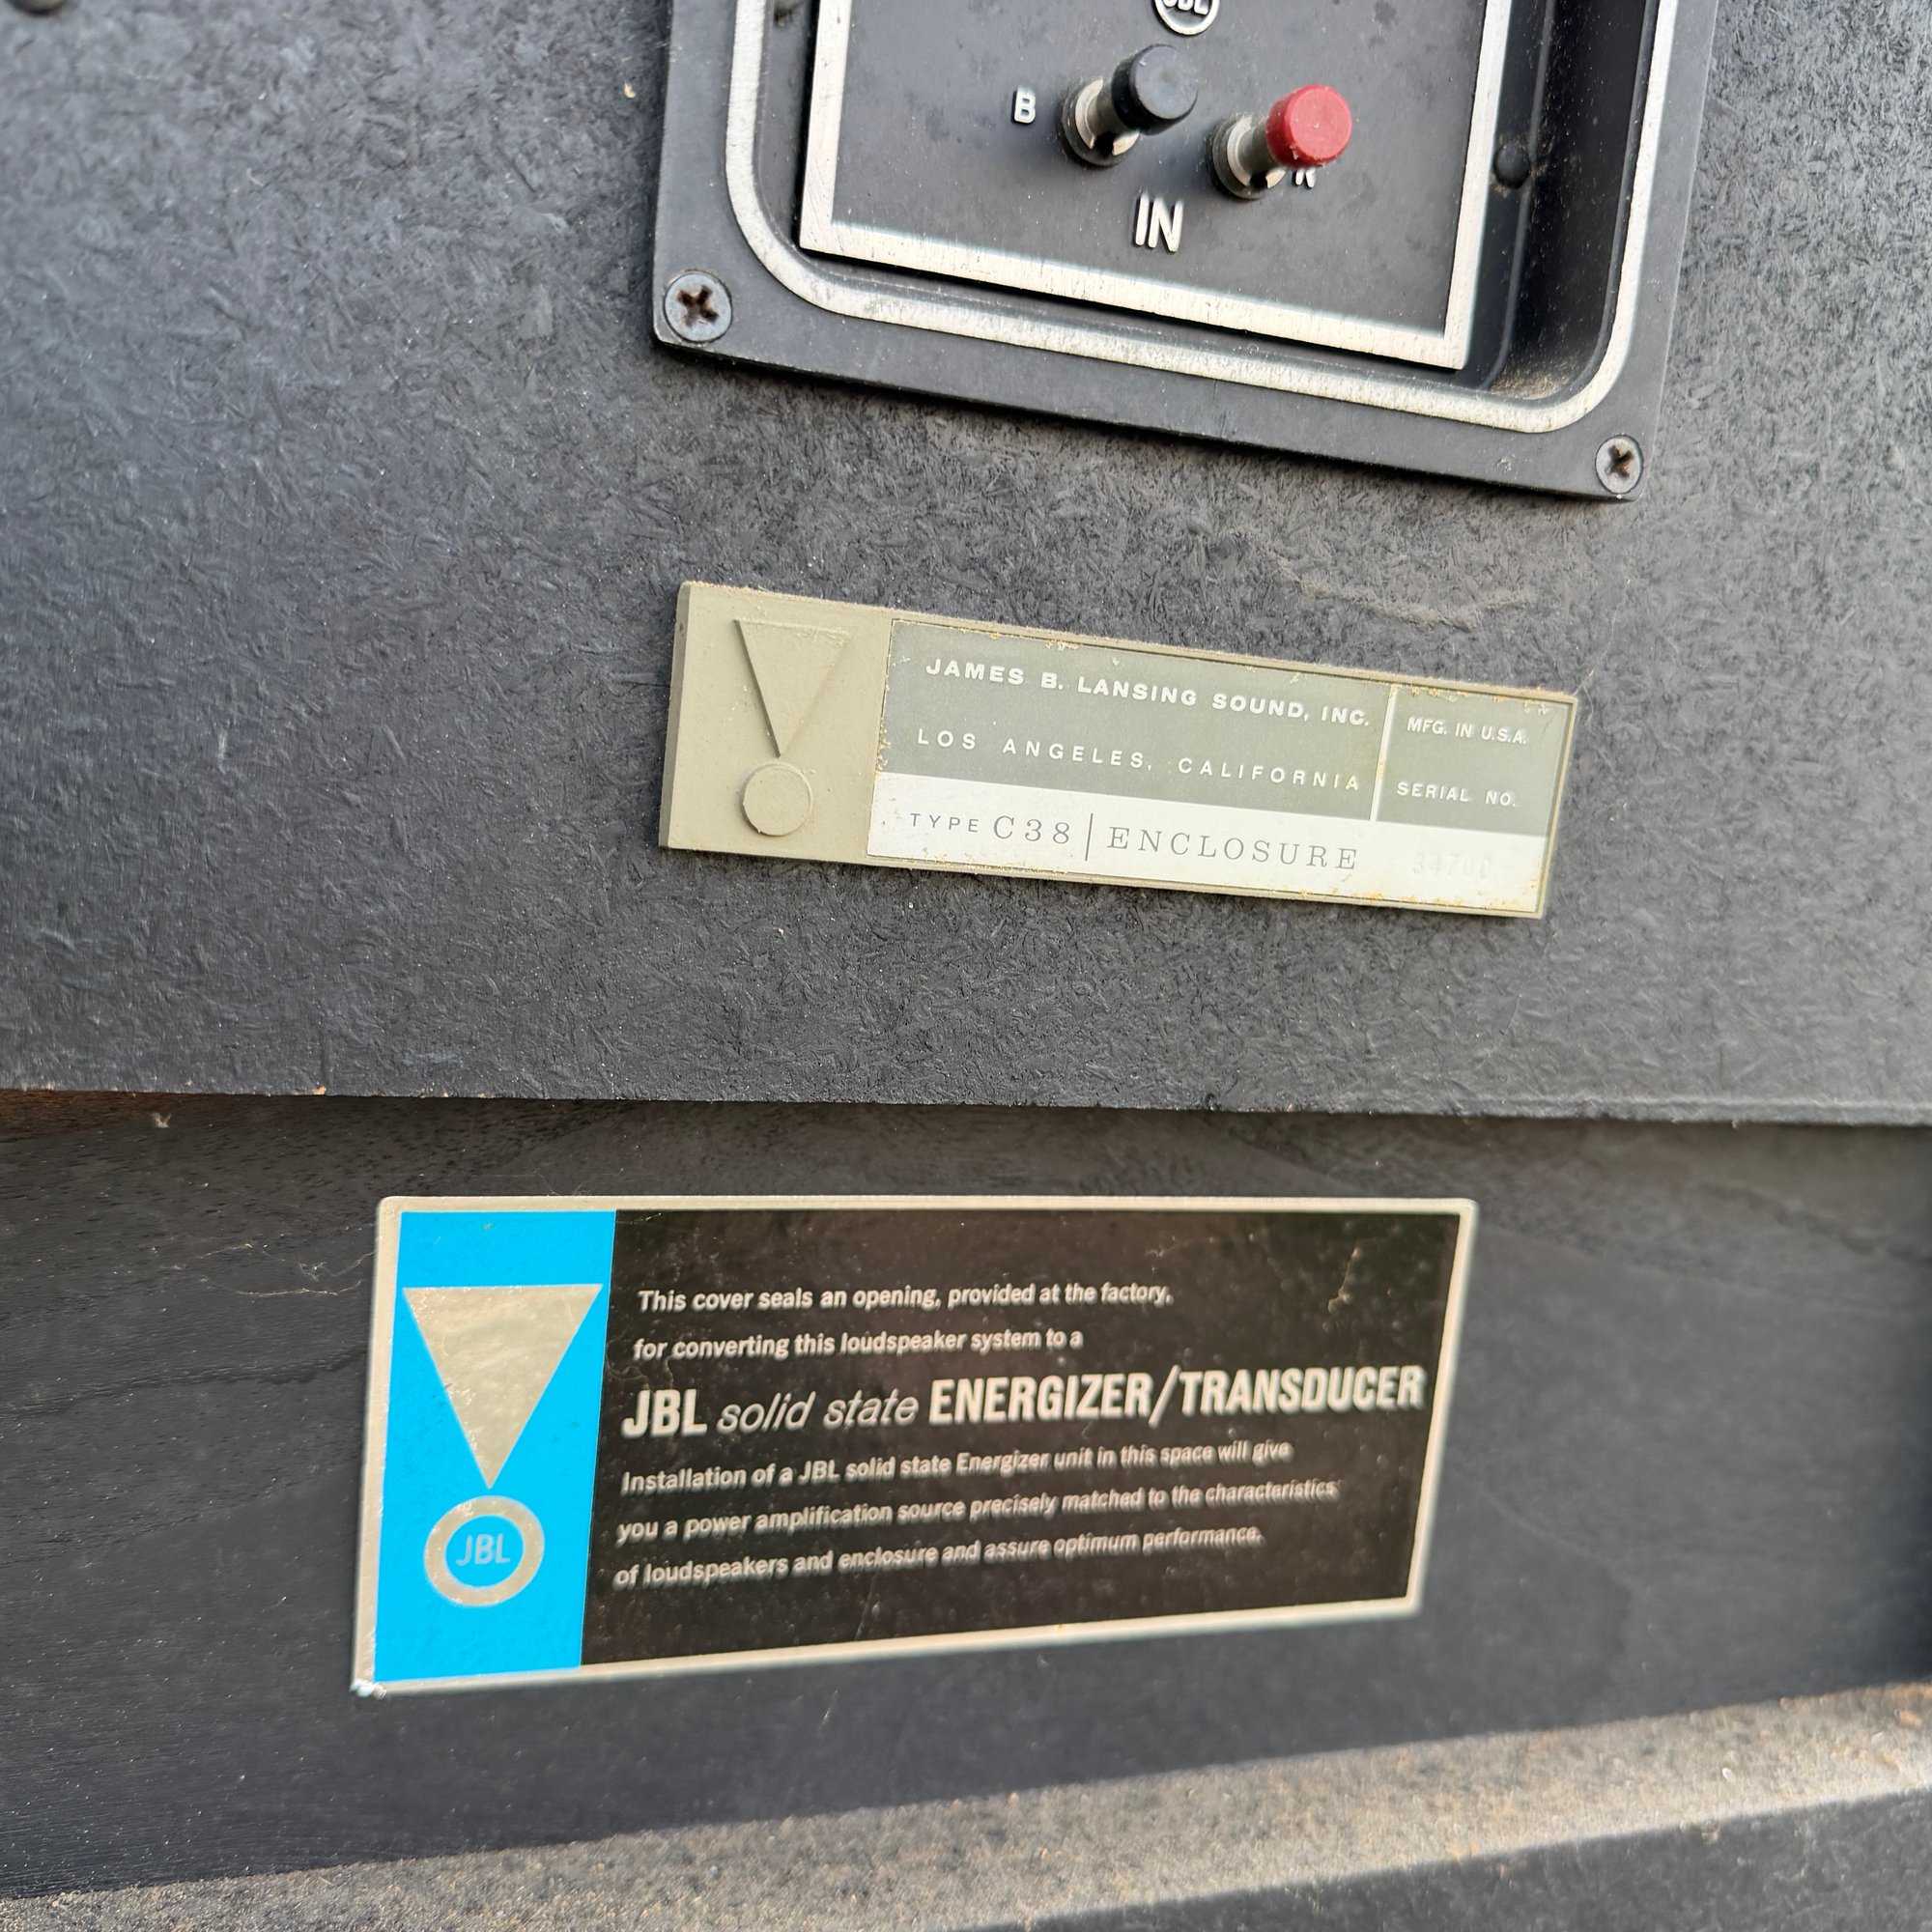 JBL
B
R
IN
JAMES B. LANSING SOUND, INC.
LOS ANGELES, CALIFORNIA
MFG. IN U.S.A.
SERIAL NO.
TYPE C38 | ENCLOSURE
This cover seals an opening, provided at the factory,
for converting this loudspeaker system to a
JBL solid state ENERGIZER/TRANSDUCER
Installation of a JBL solid state Energizer unit in this space will give
you a power amplification source precisely matched to the characteristics
of loudspeakers and enclosure and assure optimum performance.
JBL